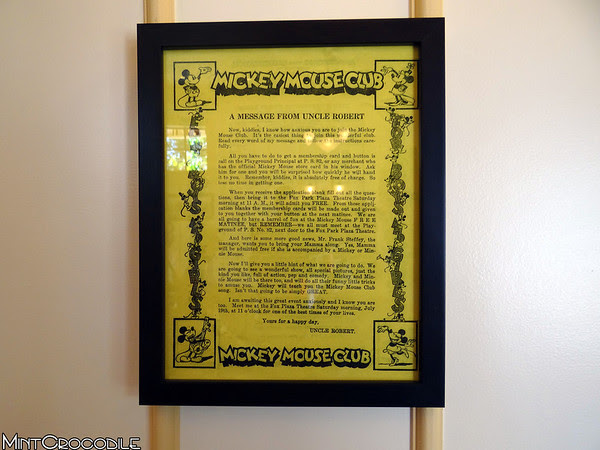 MICKEY MOUSE CLUB
A MESSAGE FROM UNCLE ROBERT
Now, kiddies, I know how anxious you are to join the Mickey
Mouse Club. It's the easiest thing to join this wonderful club.
Read every word of my message and follow the instructions care-
fully.
All you have to do to get a membership card and button is
call on the Playground Principal at P. S. 82, or any merchant who
has the official Mickey Mouse store card in his window. Ask
him for one and you will be surprised how quickly he will hand
it to you. Remember, kiddies, it is absolutely free of charge. So
lose no time in getting one.
When you receive the application blank fill out all the ques-
tions, then bring it to the Fox Park Plaza Theatre Saturday
morning at 11 A. M., it will admit you FREE. From these appli-
cation blanks the membership cards will be made out and given
to you together with your button at the next matinee. We are
all going to have a barrel of fun at the Mickey Mouse F R E E
MATINEE, but REMEMBER—we all must meet at the Play-
ground of P. S. No. 82, next door to the Fox Park Plaza Theatre.
And here is some more good news, Mr. Frank Steffey, the
manager, wants you to bring your Mamma along. Yes, Mamma
will be admitted free if she is accompanied by a Mickey or Min-
nie Mouse.
Now I'll give you a little hint of what we are going to do. We
are going to see a wonderful show, all special pictures, just the
kind you like, full of action, pep and comedy. Mickey and Min-
nie Mouse will be there too, and will do all their funny little tricks
to amuse you. Mickey will teach you the Mickey Mouse Club
song. Isn't that going to be simply GREAT.
I am awaiting this great event anxiously and I know you are
too. Meet me at the Fox Plaza Theatre Saturday morning, July
19th, at 11 o'clock for one of the best times of your lives.
Yours for a happy day,
UNCLE ROBERT.
MICKEY MOUSE CLUB
MINTCROCODILE